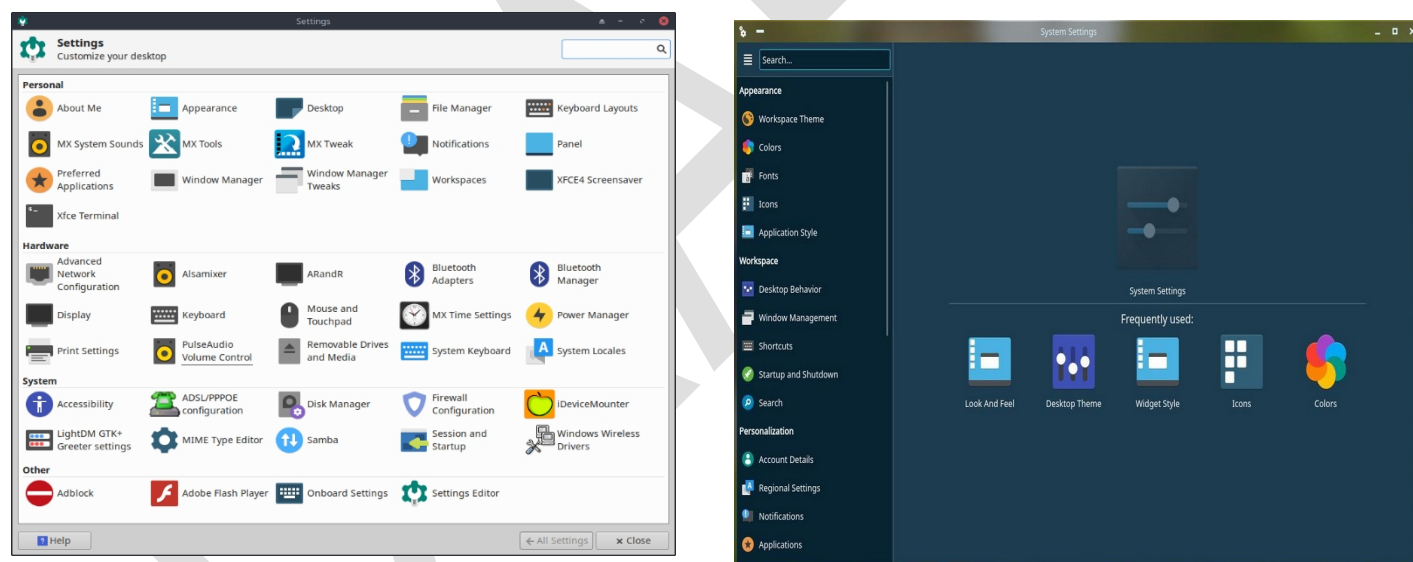 Settings
Settings
Customize your desktop
Personal
About Me
Appearance
Desktop
File Manager
Keyboard Layouts
MX System Sounds
MX Tools
MX Tweak
Notifications
Panel
Preferred
Applications
Window Manager
Window Manager
Tweaks
Workspaces
XFCE4 Screensaver
Xfce Terminal
Hardware
Advanced
Network
Configuration
Alsamixer
ARandR
Bluetooth
Adapters
Bluetooth
Manager
Display
Keyboard
Mouse and
Touchpad
MX Time Settings
Power Manager
Print Settings
PulseAudio
Volume Control
Removable Drives
and Media
System Keyboard
System Locales
System
Accessibility
ADSL/PPPOE
configuration
Disk Manager
Firewall
Configuration
iDeviceMounter
LightDM GTK+
Greeter settings
MIME Type Editor
Samba
Session and
Startup
Windows Wireless
Drivers
Other
Adblock
Adobe Flash Player
Onboard Settings
Settings Editor
Help
All Settings
Close
System Settings
Search...
Appearance
Workspace Theme
Colors
Fonts
Icons
Application Style
Workspace
Desktop Behavior
Window Management
Shortcuts
Startup and Shutdown
Search
Personalization
Account Details
Regional Settings
Notifications
Applications
System Settings
Frequently used:
Look And Feel
Desktop Theme
Widget Style
Icons
Colors